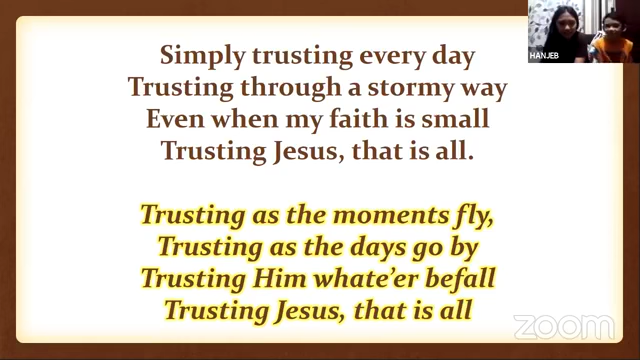 Simply trusting every day
Trusting through a stormy way
Even when my faith is small
Trusting Jesus, that is all.
Trusting as the moments fly,
Trusting as the days go by
Trusting Him whate'er befall
Trusting Jesus, that is all
HANJEB
zoom